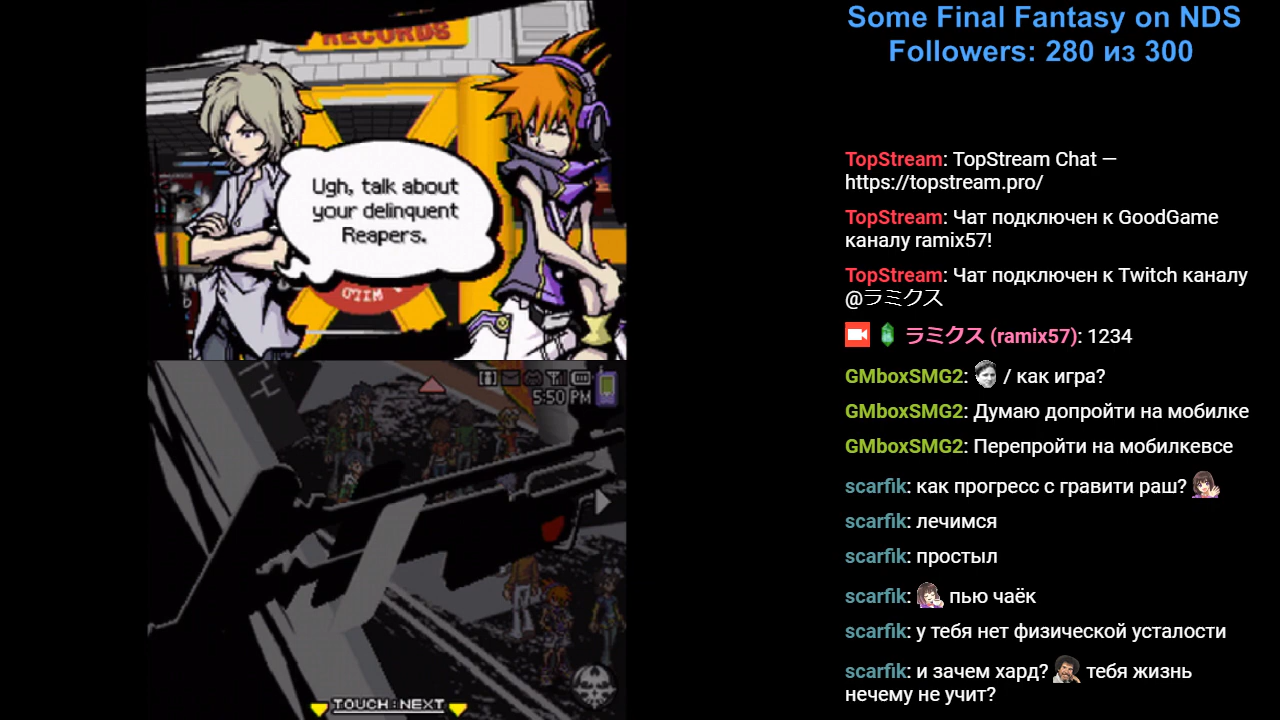 RECORDS
Ugh, talk about
your delinquent
Reapers.
5:50 PM
TOUCH:NEXT
Some Final Fantasy on NDS
Followers: 280 из 300
TopStream: TopStream Chat —
https://topstream.pro/
TopStream: Чат подключен к GoodGame
каналу ramix57!
TopStream: Чат подключен к Twitch каналу
@ラミクス
ラミクス (ramix57): 1234
GMboxSMG2: / как игра?
GMboxSMG2: Думаю допройти на мобилке
GMboxSMG2: Перепройти на мобилкевсе
scarfik: как прогресс с гравити раш?
scarfik: лечимся
scarfik: простыл
scarfik: пью чаёк
scarfik: у тебя нет физической усталости
scarfik: и зачем хард? тебя жизнь
нечему не учит?